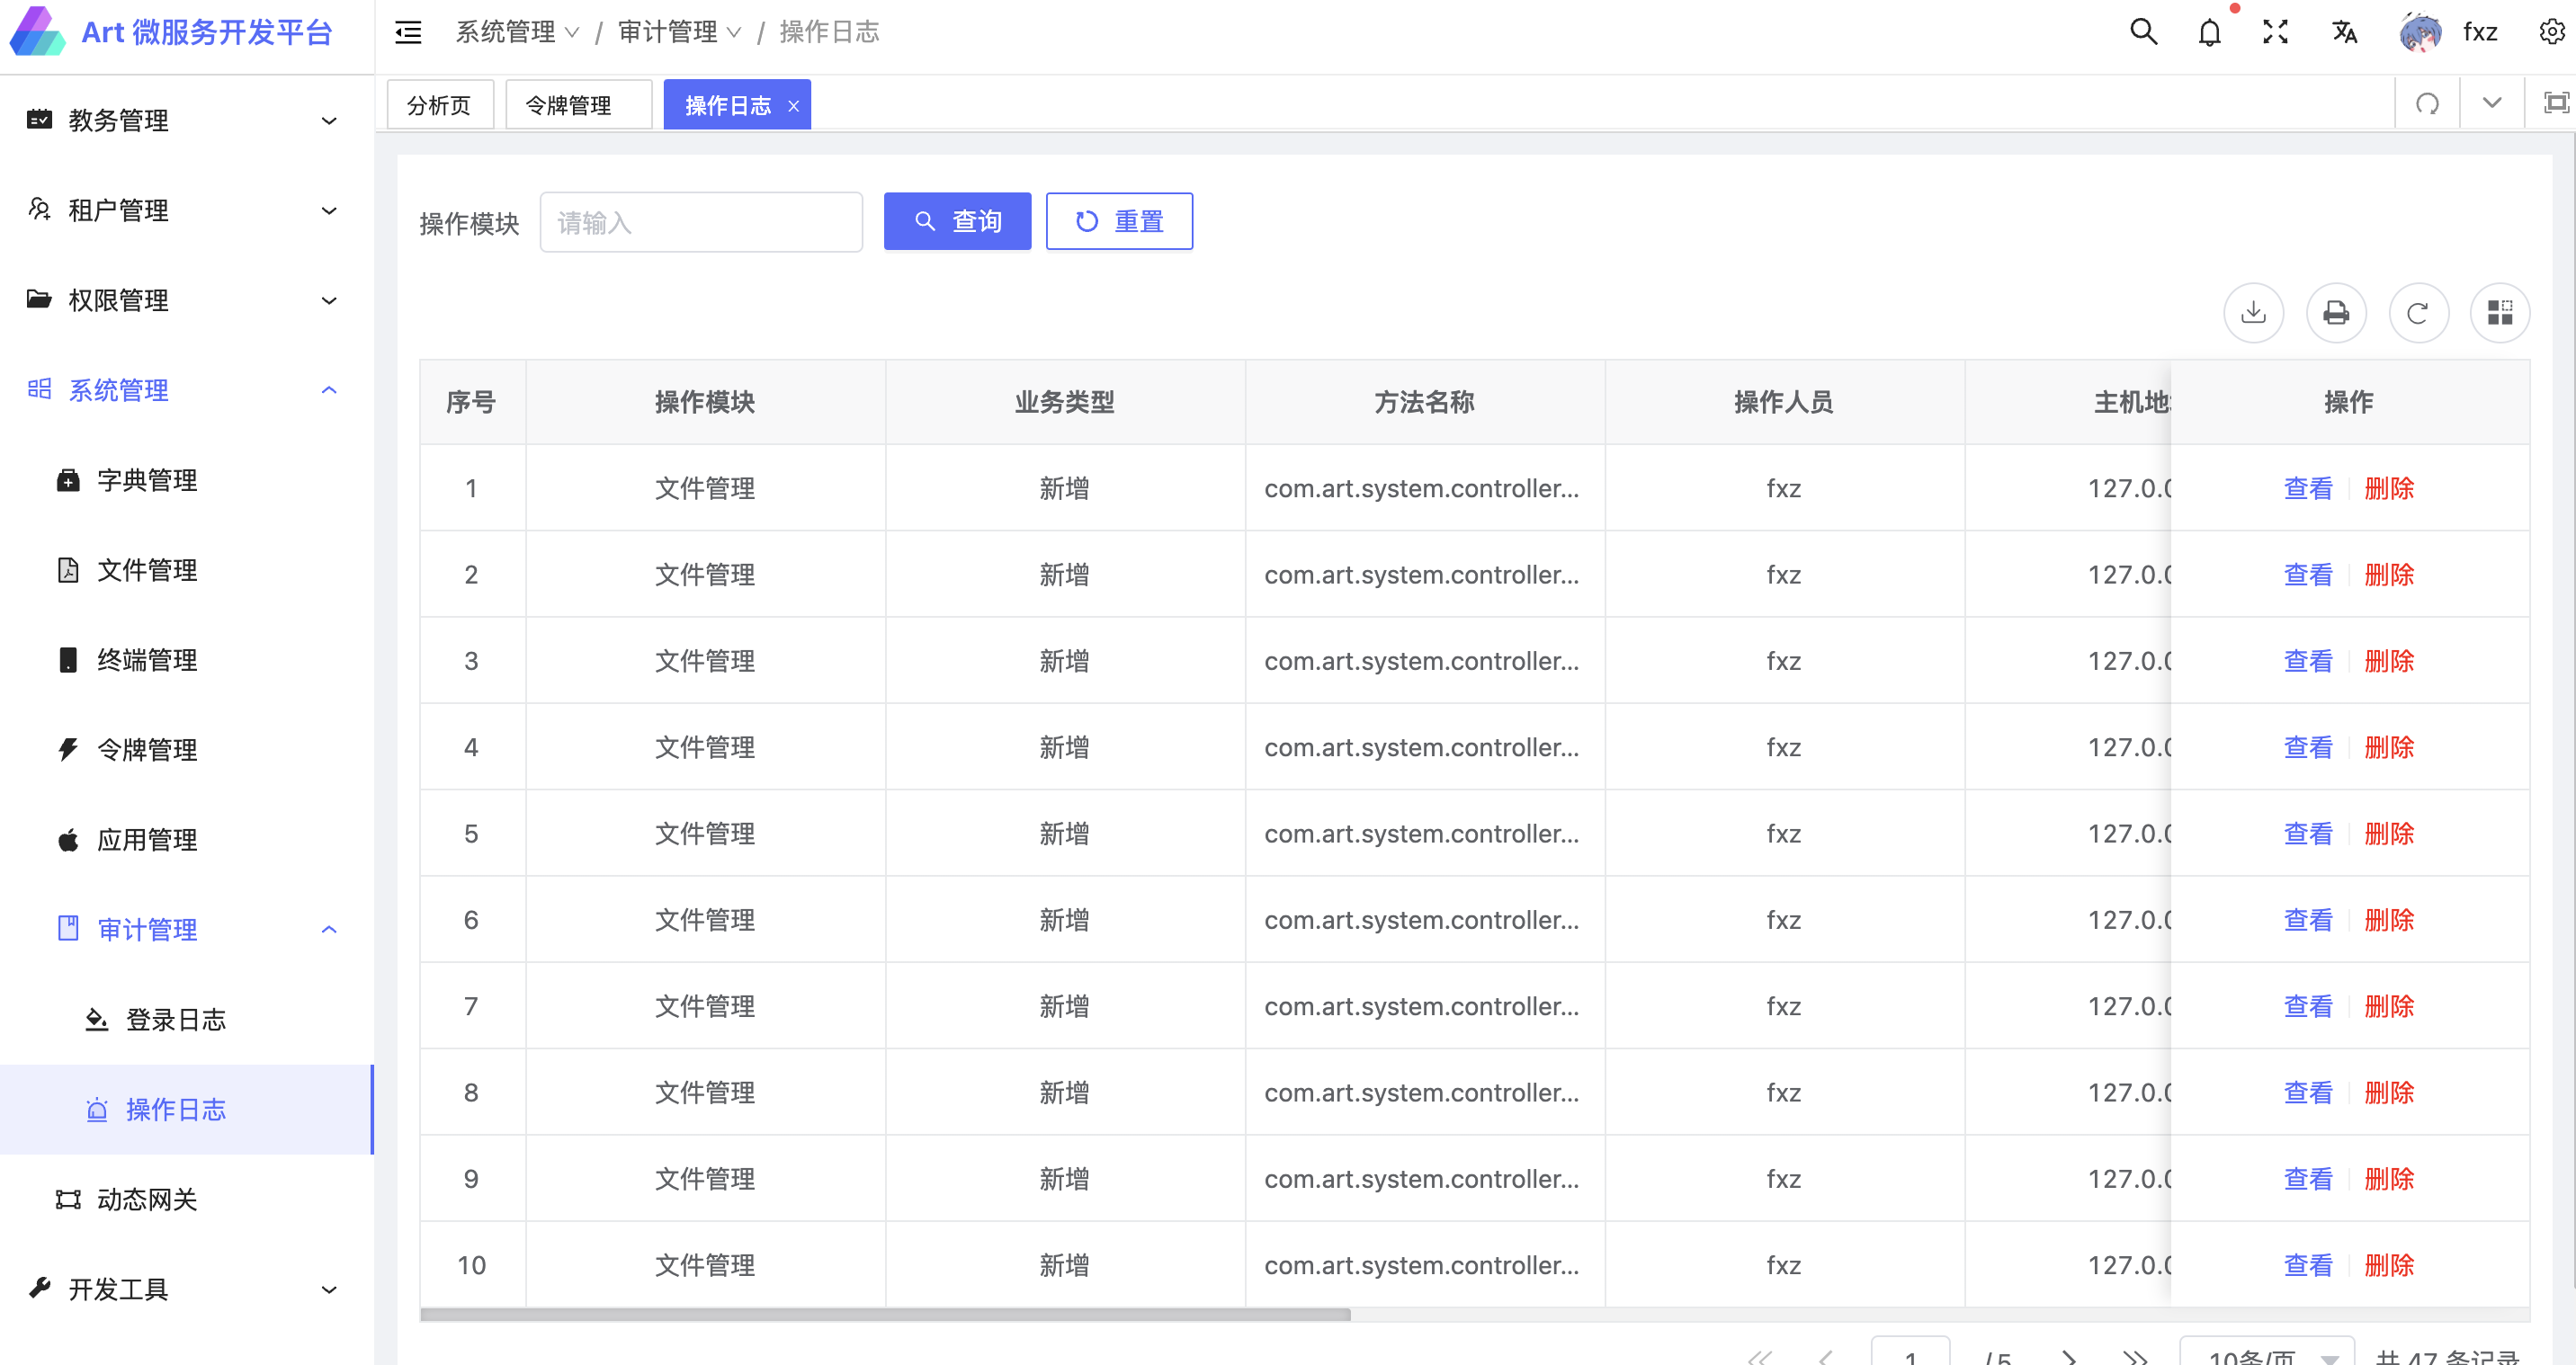 Art 微服务开发平台
系统管理 / 审计管理 / 操作日志
fxz
分析页
令牌管理
操作日志 ×
教务管理
租户管理
权限管理
系统管理
字典管理
文件管理
终端管理
令牌管理
应用管理
审计管理
登录日志
操作日志
动态网关
开发工具
操作模块 请输入 查询 重置
序号 操作模块 业务类型 方法名称 操作人员 主机地 操作
1 文件管理 新增 com.art.system.controller... fxz 127.0.0 查看 删除
2 文件管理 新增 com.art.system.controller... fxz 127.0.0 查看 删除
3 文件管理 新增 com.art.system.controller... fxz 127.0.0 查看 删除
4 文件管理 新增 com.art.system.controller... fxz 127.0.0 查看 删除
5 文件管理 新增 com.art.system.controller... fxz 127.0.0 查看 删除
6 文件管理 新增 com.art.system.controller... fxz 127.0.0 查看 删除
7 文件管理 新增 com.art.system.controller... fxz 127.0.0 查看 删除
8 文件管理 新增 com.art.system.controller... fxz 127.0.0 查看 删除
9 文件管理 新增 com.art.system.controller... fxz 127.0.0 查看 删除
10 文件管理 新增 com.art.system.controller... fxz 127.0.0 查看 删除
1 / 5 10条/页 共 47 条记录